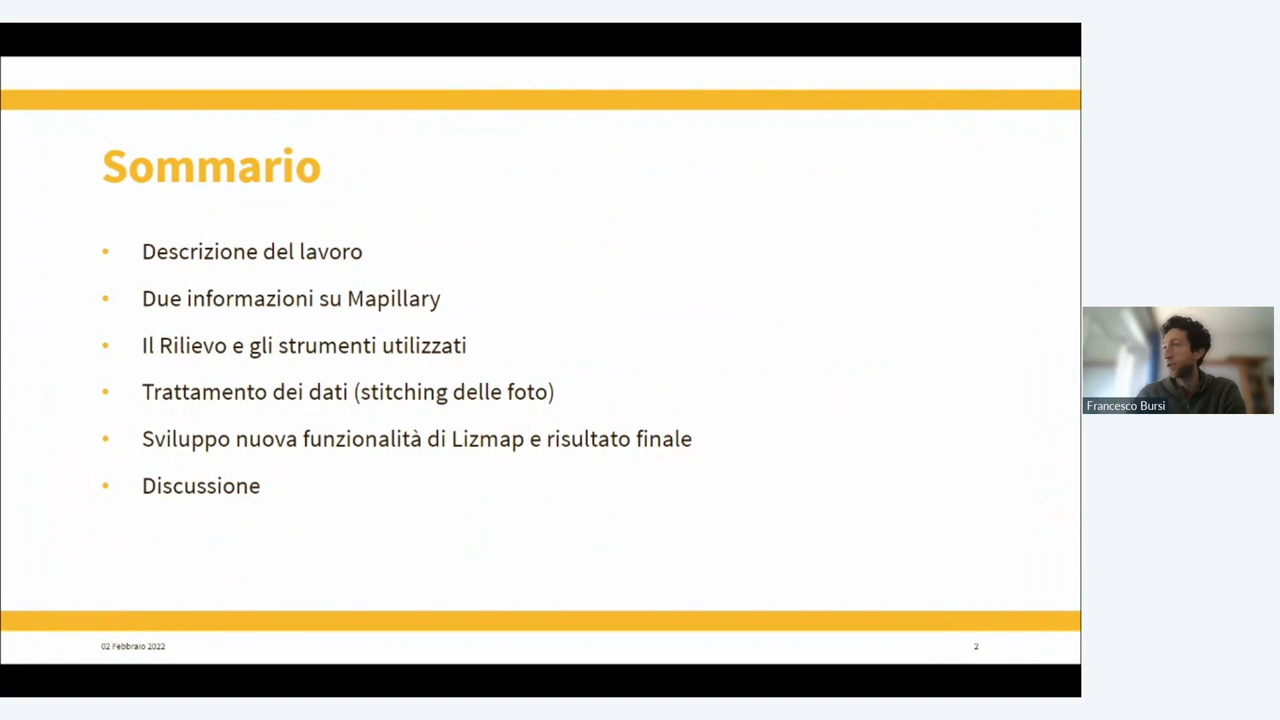 Sommario
• Descrizione del lavoro
• Due informazioni su Mapillary
• Il Rilievo e gli strumenti utilizzati
• Trattamento dei dati (stitching delle foto)
• Sviluppo nuova funzionalità di Lizmap e risultato finale
• Discussione
Francesco Bursi
02 Febbraio 2022
2